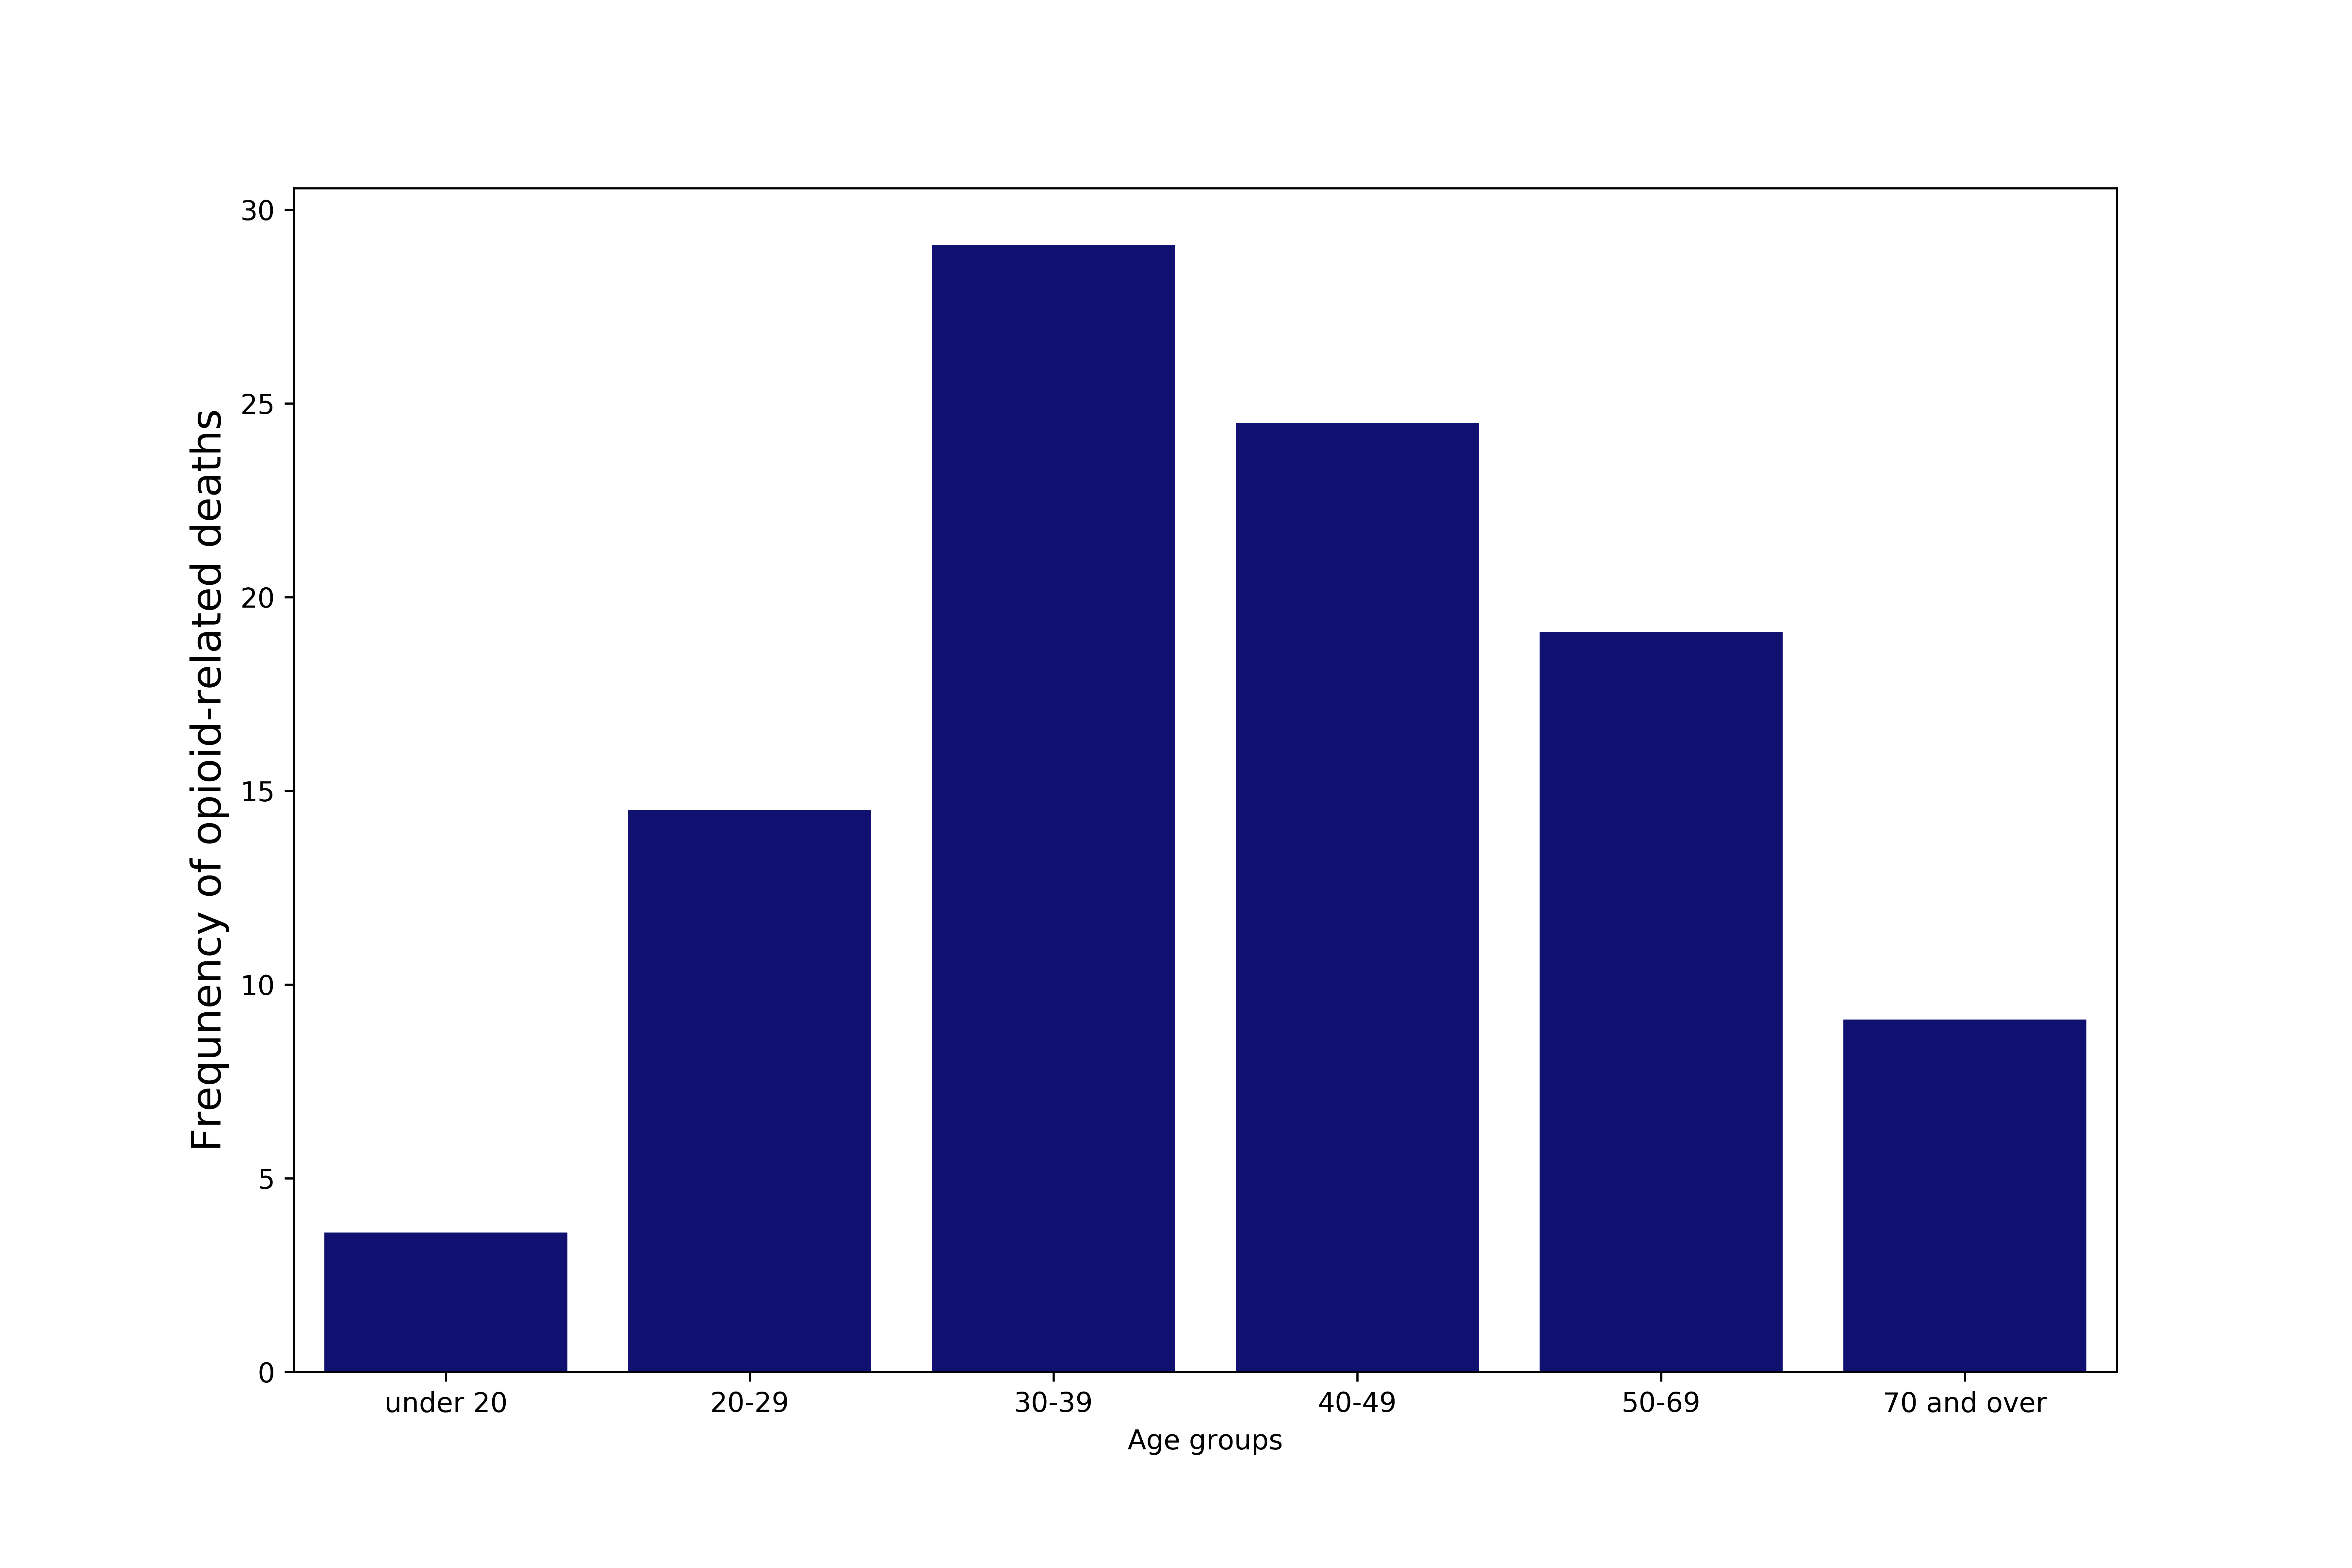 30
25
20
15
10
5
0
Frequnency of opioid-related deaths
under 20
20-29
30-39
40-49
50-69
70 and over
Age groups